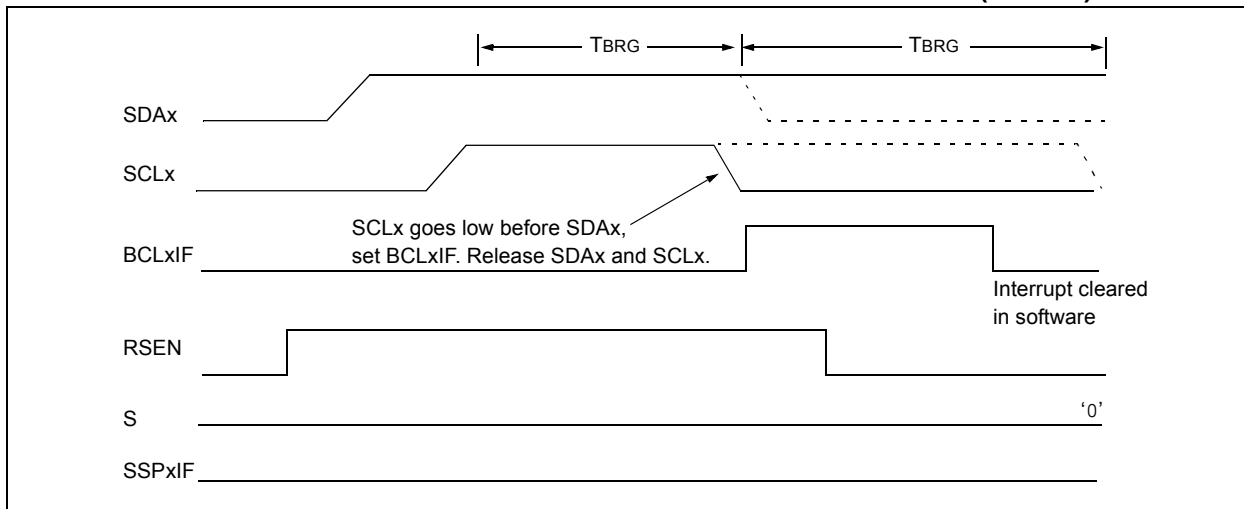 TBRG TBRG
SDAx
SCLx
SCLx goes low before SDAx,
set BCLxIF. Release SDAx and SCLx.
BCLxIF
Interrupt cleared
in software
RSEN
S
‘0’
SSPxIF